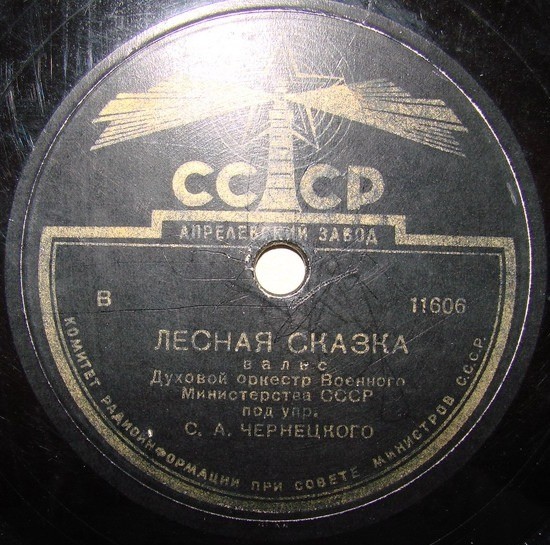 СССР
АПРЕЛЕВСКИЙ ЗАВОД
В 11606
ЛЕСНАЯ СКАЗКА
вальс
Духовой оркестр Военного
Министерства СССР
под упр.
С. А. ЧЕРНЕЦКОГО
КОМИТЕТ РАДИОИНФОРМАЦИИ ПРИ СОВЕТЕ МИНИСТРОВ С.С.С.Р.